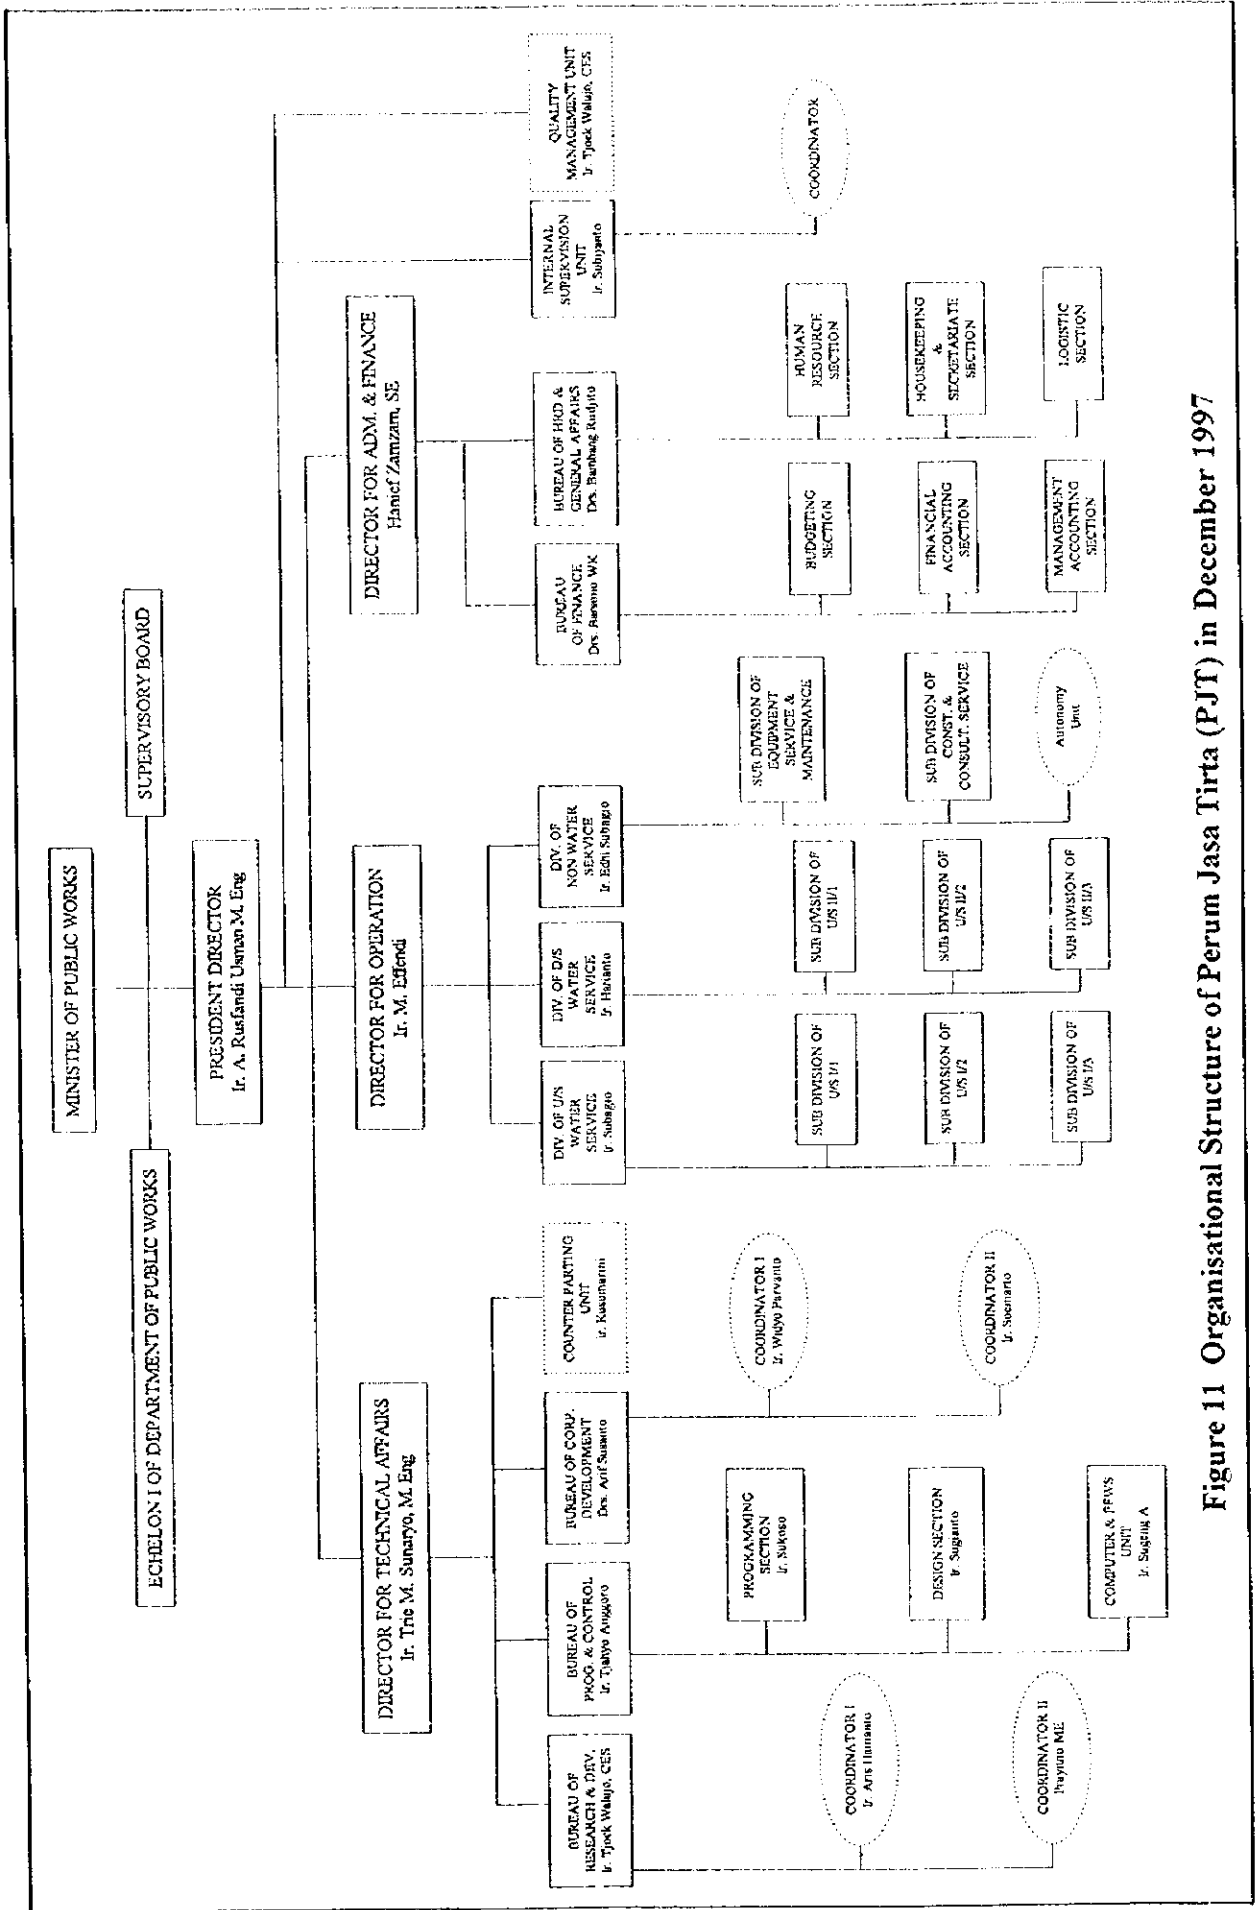 MINISTER OF PUBLIC WORKS
ECHELON I OF DEPARTMENT OF PUBLIC WORKS
SUPERVISORY BOARD
PRESIDENT DIRECTOR
Ir. A. Rusfandi Usman M. Eng
DIRECTOR FOR TECHNICAL AFFAIRS
Ir. Trie M. Sunaryo, M. Eng
DIRECTOR FOR OPERATION
Ir. M. Effendi
DIRECTOR FOR ADM. & FINANCE
Hanief Zamzam, SE
BUREAU OF
RESEARCH & DEV.
Ir. Tjoek Walujo, CES
BUREAU OF
PROG. & CONTROL
Ir. Tjahyo Anggoro
BUREAU OF CORP.
DEVELOPMENT
Drs. Arif
COUNTER PARTING
UNIT
Ir. Kusumarini
DIV. OF U/S
WATER
SERVICE
Ir. Subagio
DIV. OF D/S
WATER
SERVICE
Ir. Harianto
DIV. OF
NON WATER
SERVICE
Ir. Edhi Subagio
BUREAU
OF FINANCE
Drs. WK
BUREAU OF HRD &
GENERAL AFFAIRS
Drs. Bambang
INTERNAL
SUPERVISION
UNIT
Ir. Subijanto
QUALITY
MANAGEMENT UNIT
Ir. Tjoek Walujo, CES
COORDINATOR I
Ir. Aris
COORDINATOR II
Prayitno ME
PROGRAMMING
SECTION
Ir. Sukoso
DESIGN SECTION
Ir. Sugianto
COMPUTER & FFWS
UNIT
Ir. Sugeng A
COORDINATOR I
Ir. Widyo Parwanto
COORDINATOR II
Ir. Soemarto
SUB DIVISION OF
U/S I/1
SUB DIVISION OF
U/S I/2
SUB DIVISION OF
U/S I/3
SUB DIVISION OF
U/S II/1
SUB DIVISION OF
U/S II/2
SUB DIVISION OF
U/S II/3
SUB DIVISION OF
EQUIPMENT
SERVICE &
MAINTENANCE
SUB DIVISION OF
CONST. &
CONSULT. SERVICE
Autonomy
Unit
BUDGETING
SECTION
FINANCIAL
ACCOUNTING
SECTION
MANAGEMENT
ACCOUNTING
SECTION
HUMAN
RESOURCE
SECTION
HOUSEKEEPING
&
SECRETARIATE
SECTION
LOGISTIC
SECTION
COORDINATOR
Figure 11 Organisational Structure of Perum Jasa Tirta (PJT) in December 1997